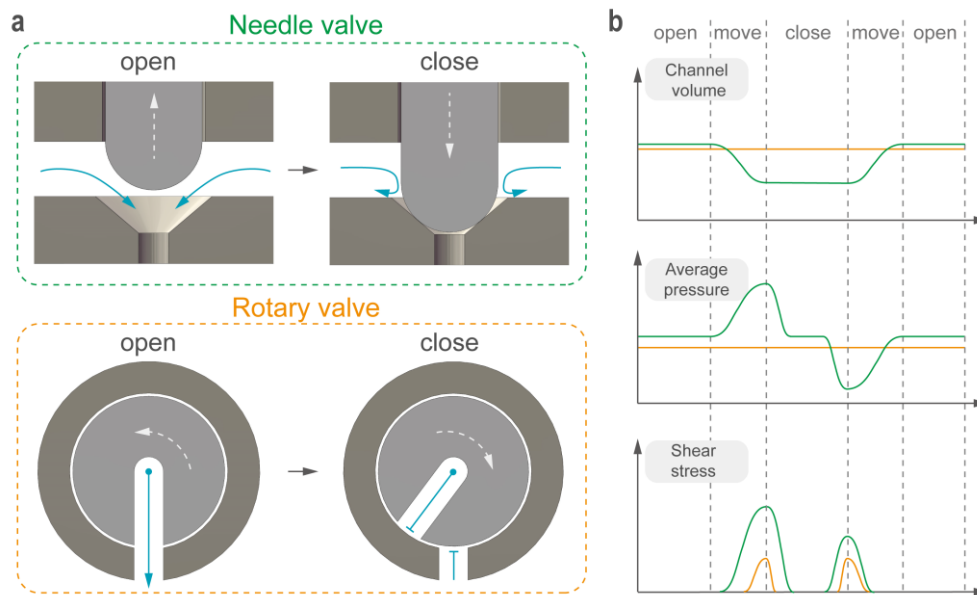 a
Needle valve
open
close
Rotary valve
open
close
b
open move close move open
Channel
volume
Average
pressure
Shear
stress